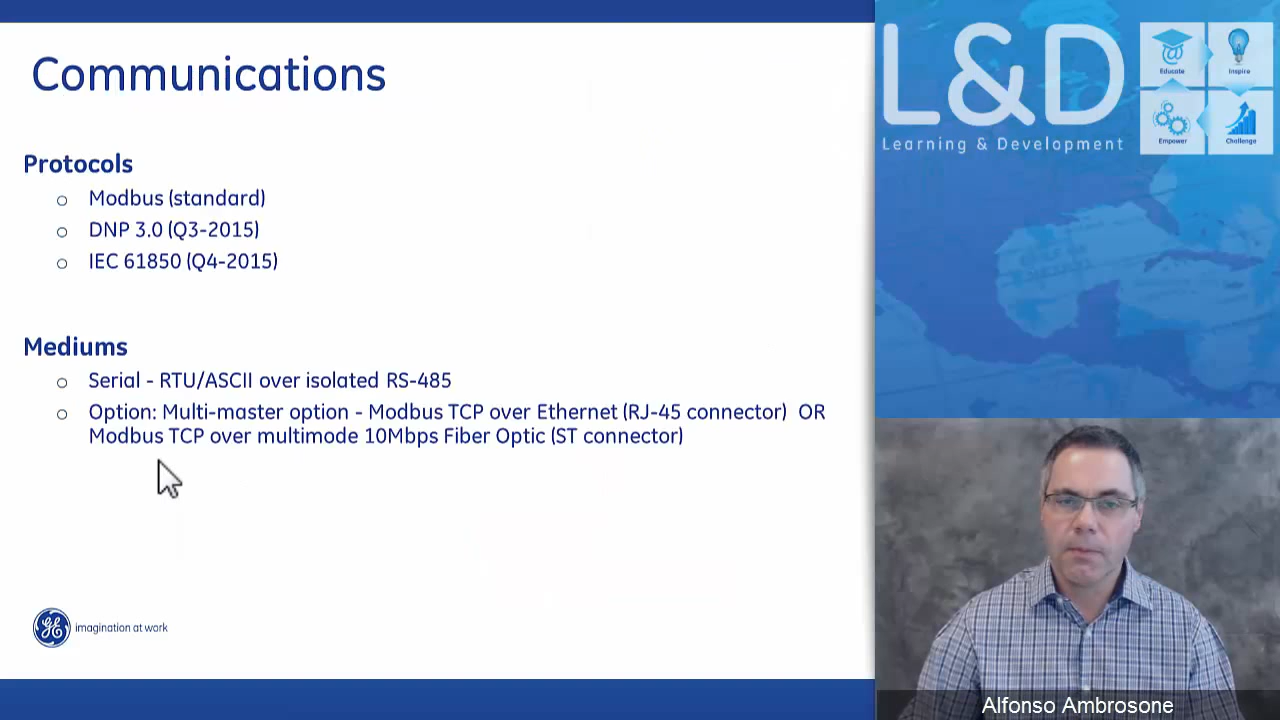 Communications
Protocols
Modbus (standard)
DNP 3.0 (Q3-2015)
IEC 61850 (Q4-2015)
Mediums
Serial - RTU/ASCII over isolated RS-485
Option: Multi-master option - Modbus TCP over Ethernet (RJ-45 connector) OR
Modbus TCP over multimode 10Mbps Fiber Optic (ST connector)
imagination at work
L&D
Learning & Development
Educate
Inspire
Empower
Challenge
Alfonso Ambrosone